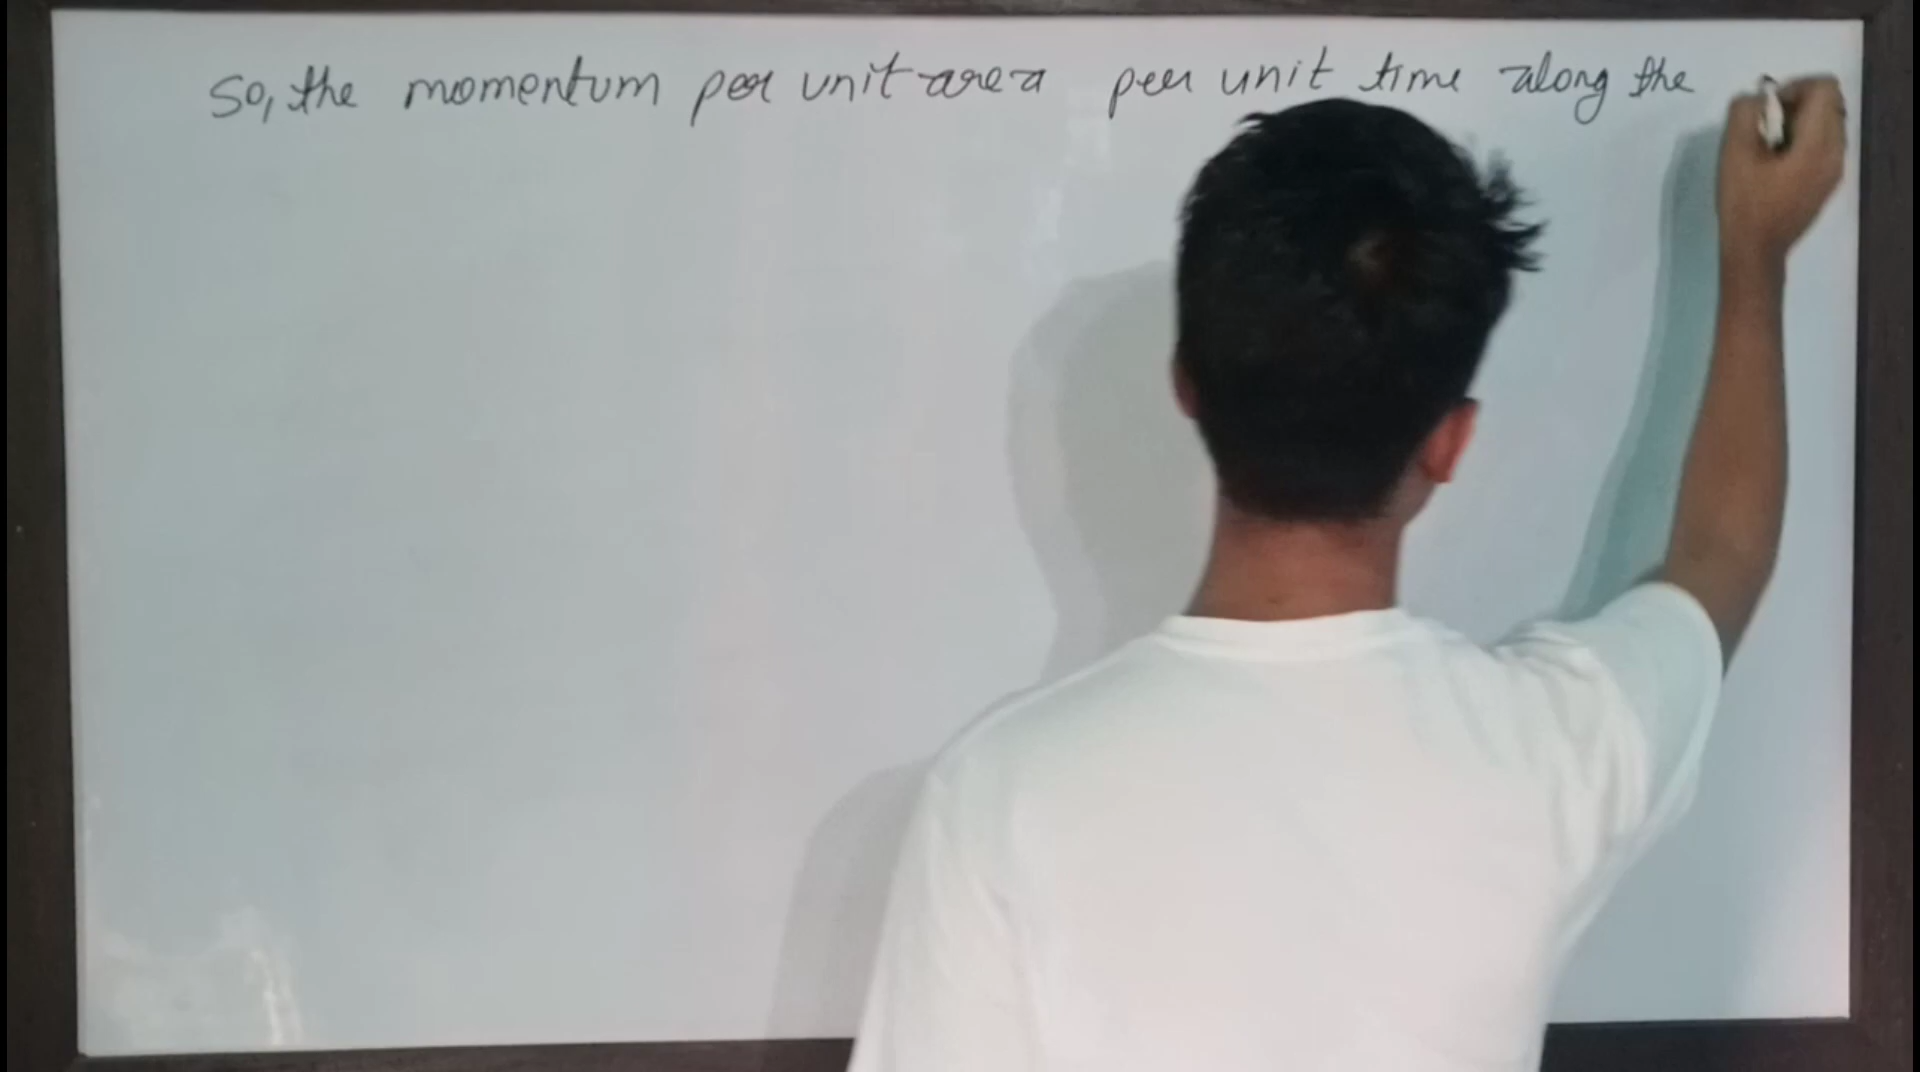 So, the momentum per unit area per unit time along the